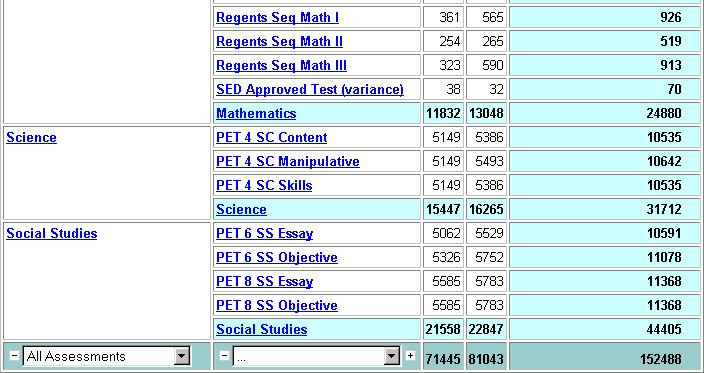 Regents Seq Math I 361 565 926
Regents Seq Math II 254 265 519
Regents Seq Math III 323 590 913
SED Approved Test (variance) 38 32 70
Mathematics 11832 13048 24880
Science PET 4 SC Content 5149 5386 10535
PET 4 SC Manipulative 5149 5493 10642
PET 4 SC Skills 5149 5386 10535
Science 15447 16265 31712
Social Studies PET 6 SS Essay 5062 5529 10591
PET 6 SS Objective 5326 5752 11078
PET 8 SS Essay 5585 5783 11368
PET 8 SS Objective 5585 5783 11368
Social Studies 21558 22847 44405
− All Assessments − ... + 71445 81043 152488